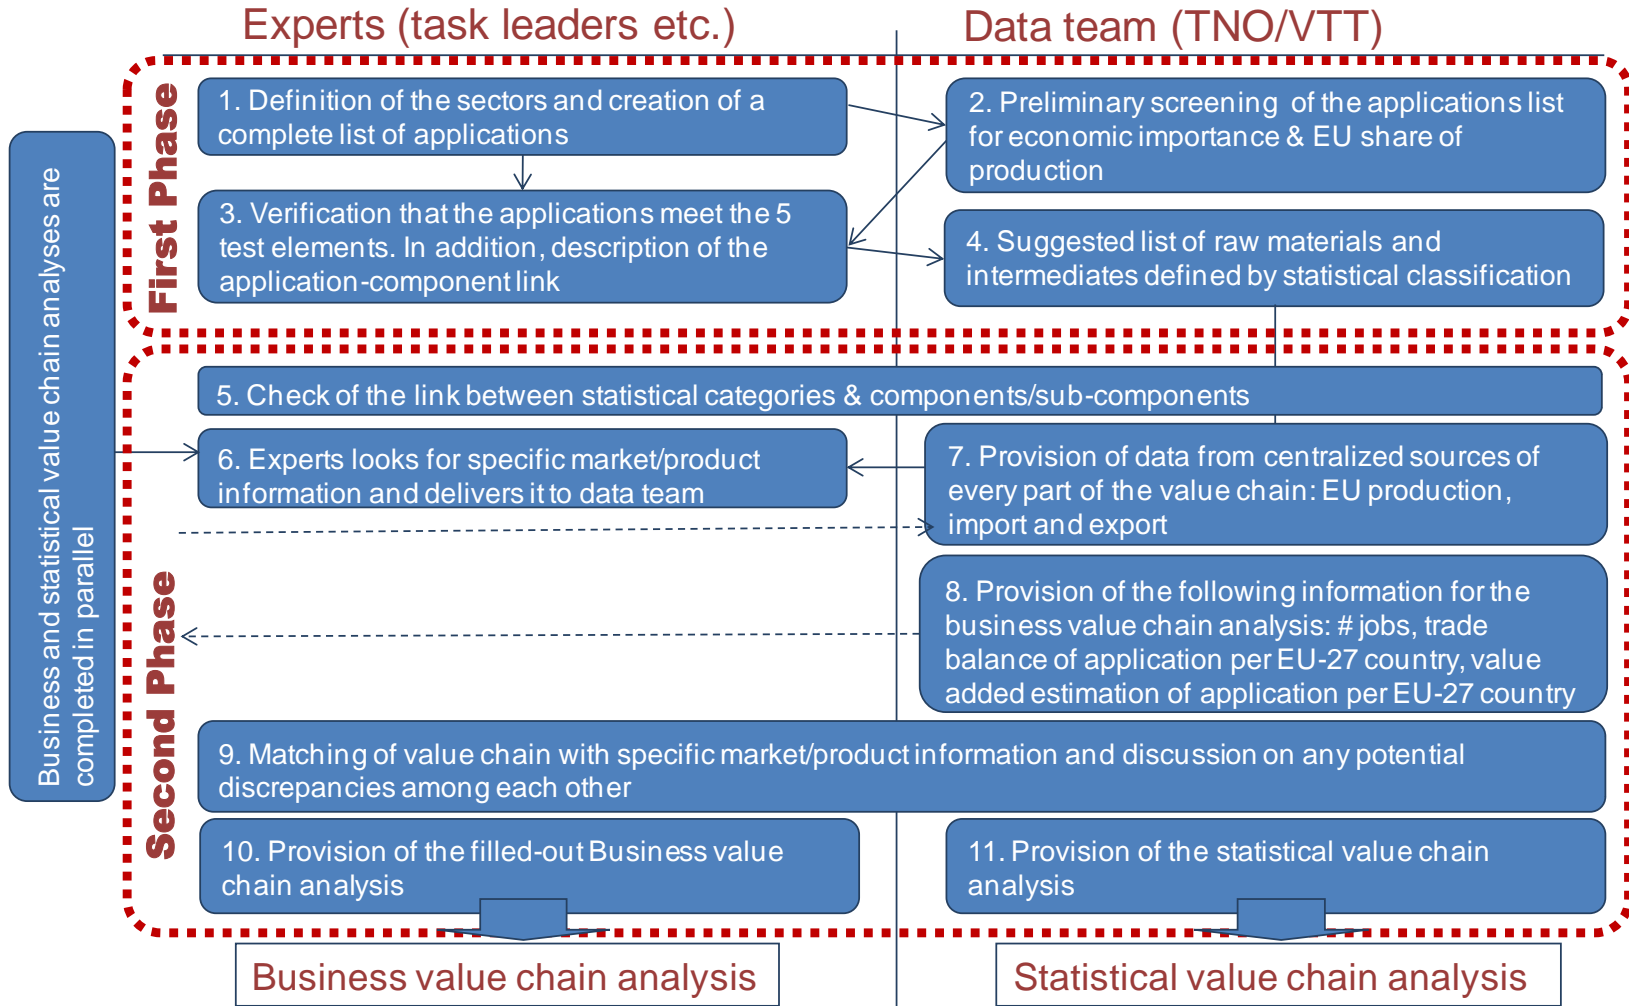 Experts (task leaders etc.)
Data team (TNO/VTT)
First Phase
1. Definition of the sectors and creation of a
complete list of applications
2. Preliminary screening of the applications list
for economic importance & EU share of
production
3. Verification that the applications meet the 5
test elements. In addition, description of the
application-component link
4. Suggested list of raw materials and
intermediates defined by statistical classification
Business and statistical value chain analyses are
completed in parallel
Second Phase
5. Check of the link between statistical categories & components/sub-components
6. Experts looks for specific market/product
information and delivers it to data team
7. Provision of data from centralized sources of
every part of the value chain: EU production,
import and export
8. Provision of the following information for the
business value chain analysis: # jobs, trade
balance of application per EU-27 country, value
added estimation of application per EU-27 country
9. Matching of value chain with specific market/product information and discussion on any potential
discrepancies among each other
10. Provision of the filled-out Business value
chain analysis
11. Provision of the statistical value chain
analysis
Business value chain analysis
Statistical value chain analysis